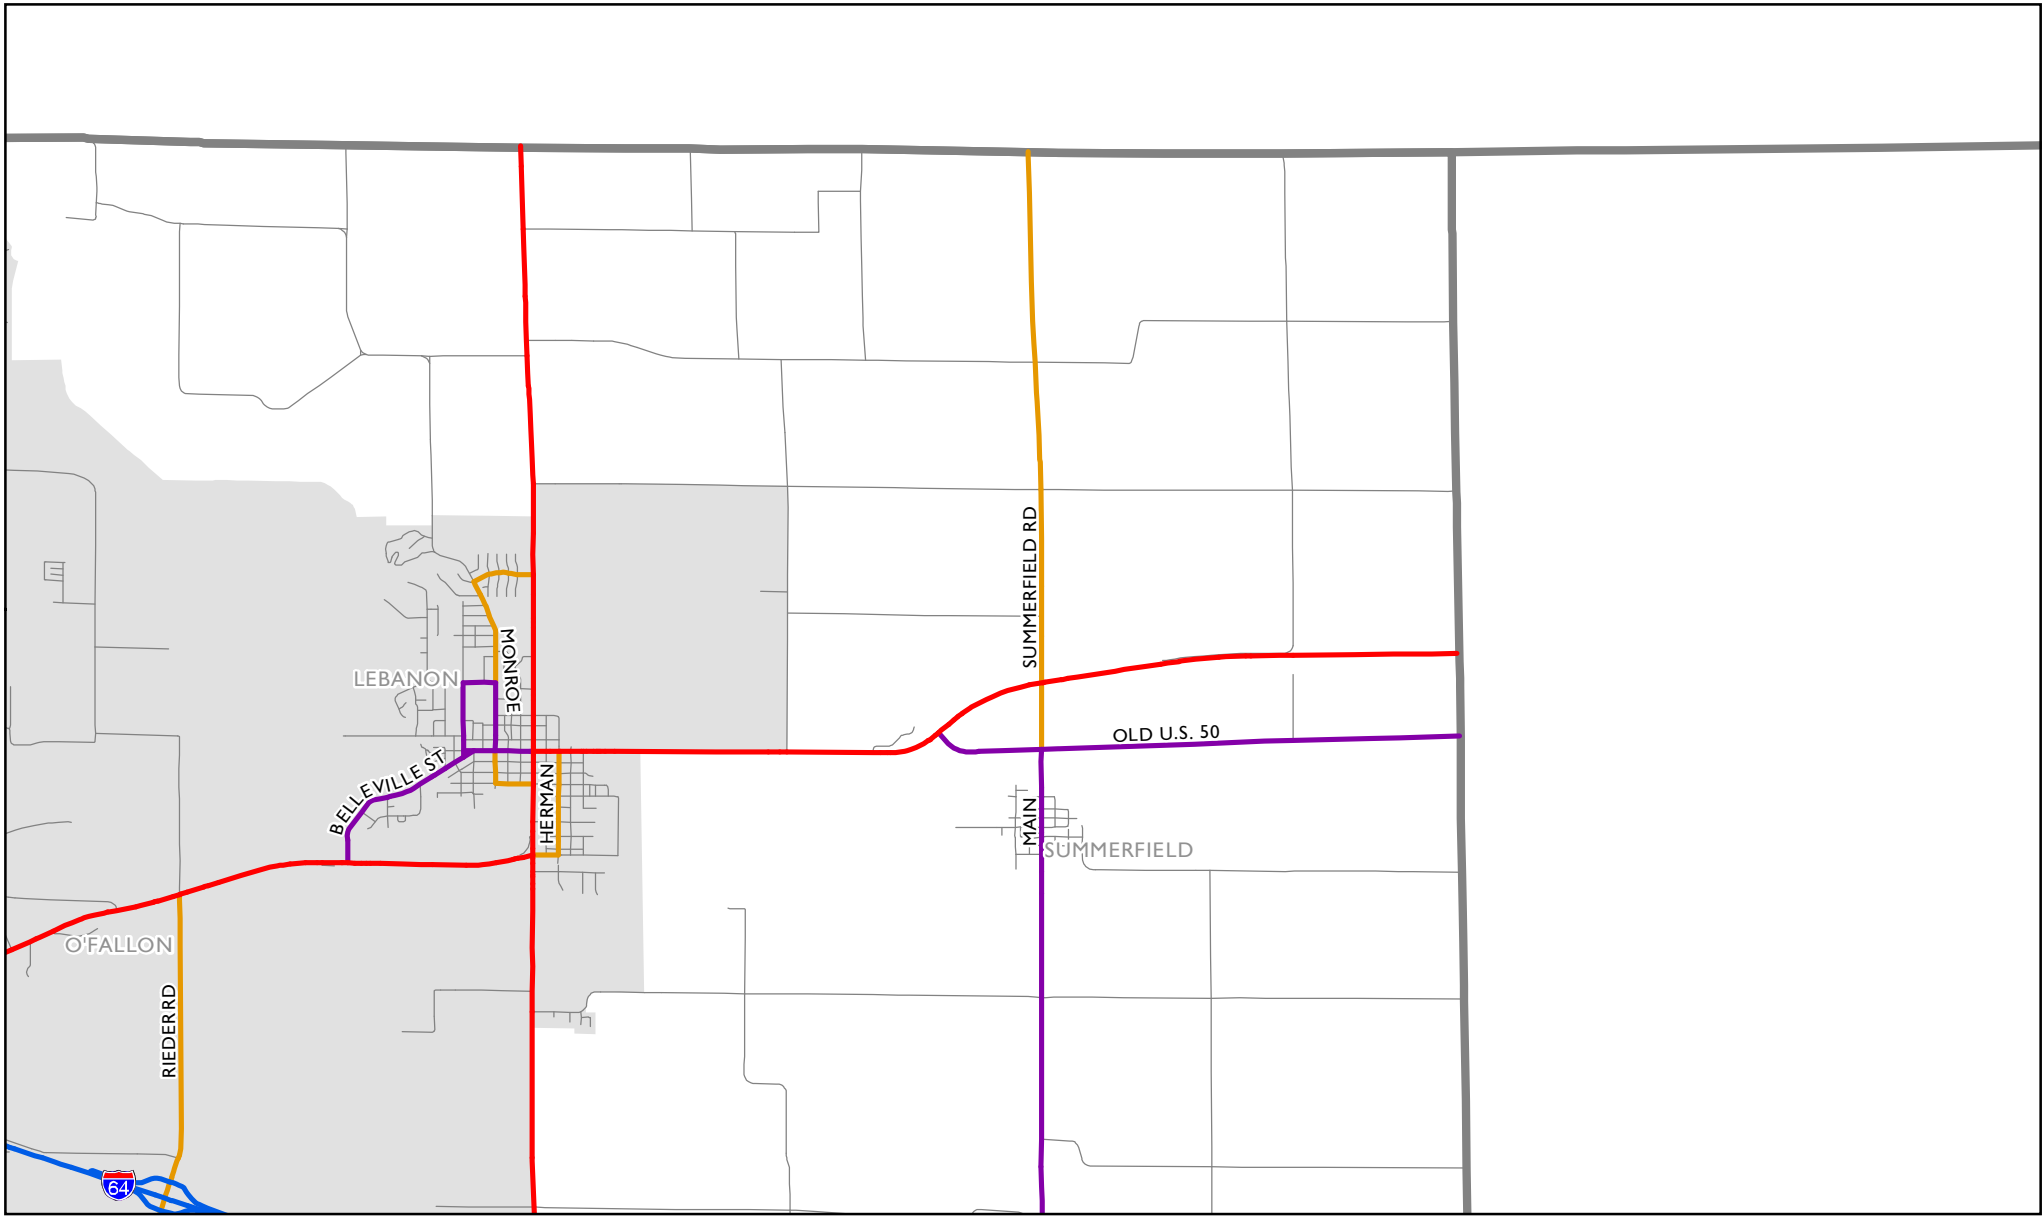 SUMMERFIELD RD
MONROE
LEBANON
OLD U.S. 50
BELLEVILLE ST
HERMAN
MAIN
SUMMERFIELD
O'FALLON
RIEDER RD
64